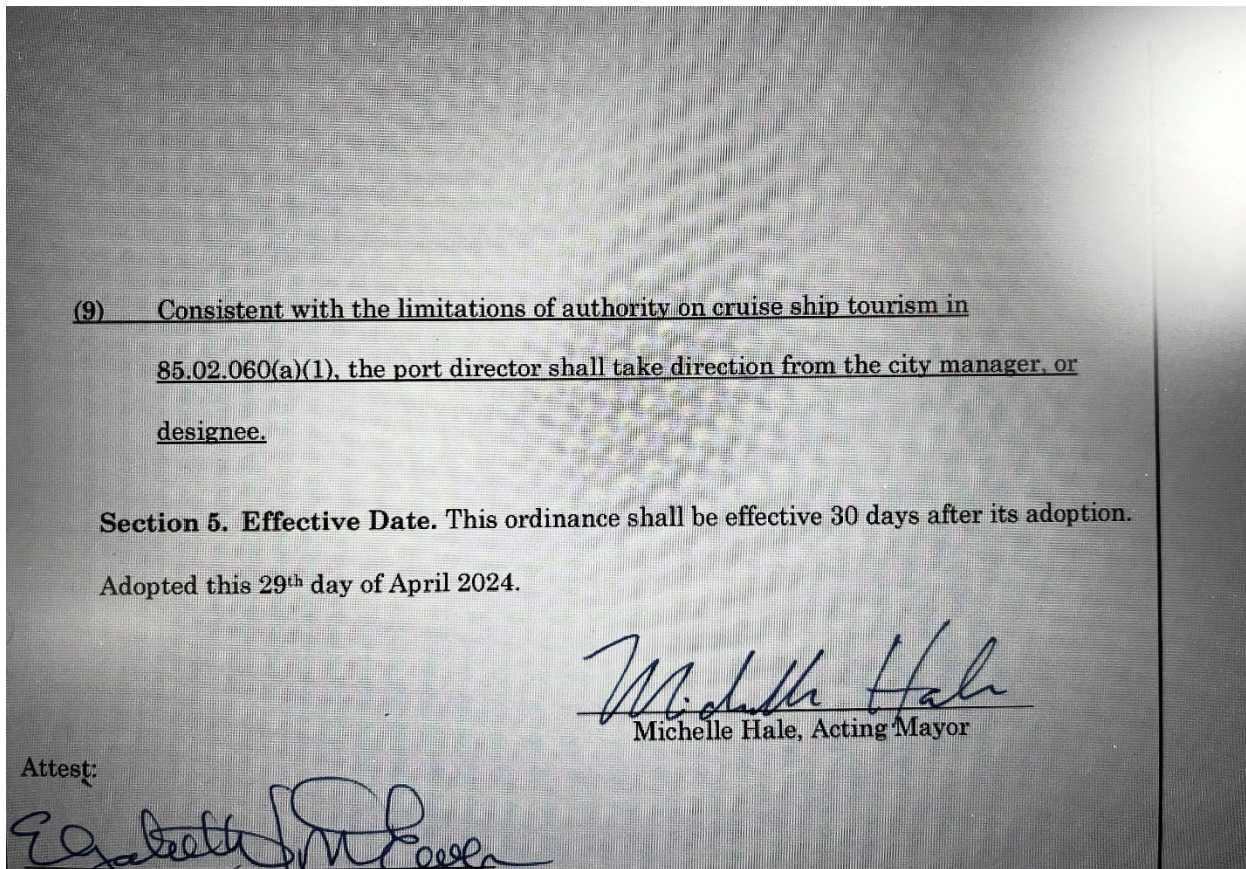 (9) Consistent with the limitations of authority on cruise ship tourism in
85.02.060(a)(1), the port director shall take direction from the city manager, or
designee.
Section 5. Effective Date. This ordinance shall be effective 30 days after its adoption.
Adopted this 29th day of April 2024.
Michelle Hale
Michelle Hale, Acting Mayor
Attest: